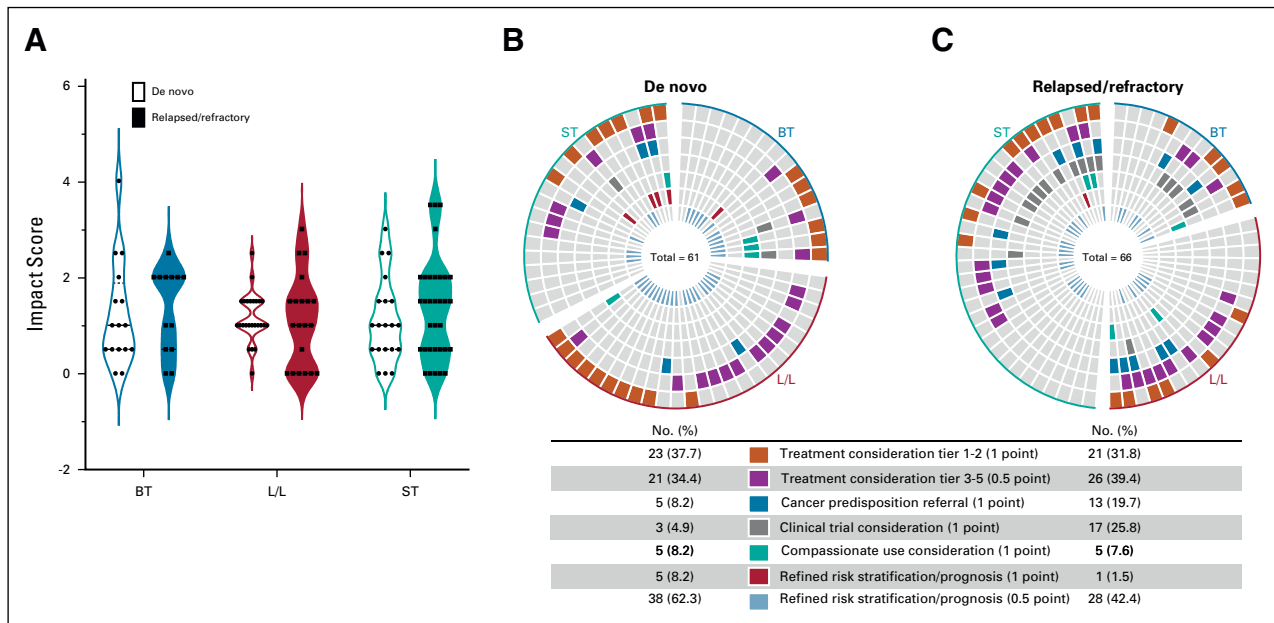 A
B
C
6
4
2
0
-2
Impact Score
De novo
Relapsed/refractory
BT
L/L
ST
De novo
ST
BT
L/L
Total = 61
Relapsed/refractory
ST
BT
L/L
Total = 66
No. (%)
No. (%)
23 (37.7) Treatment consideration tier 1-2 (1 point) 21 (31.8)
21 (34.4) Treatment consideration tier 3-5 (0.5 point) 26 (39.4)
5 (8.2) Cancer predisposition referral (1 point) 13 (19.7)
3 (4.9) Clinical trial consideration (1 point) 17 (25.8)
5 (8.2) Compassionate use consideration (1 point) 5 (7.6)
5 (8.2) Refined risk stratification/prognosis (1 point) 1 (1.5)
38 (62.3) Refined risk stratification/prognosis (0.5 point) 28 (42.4)